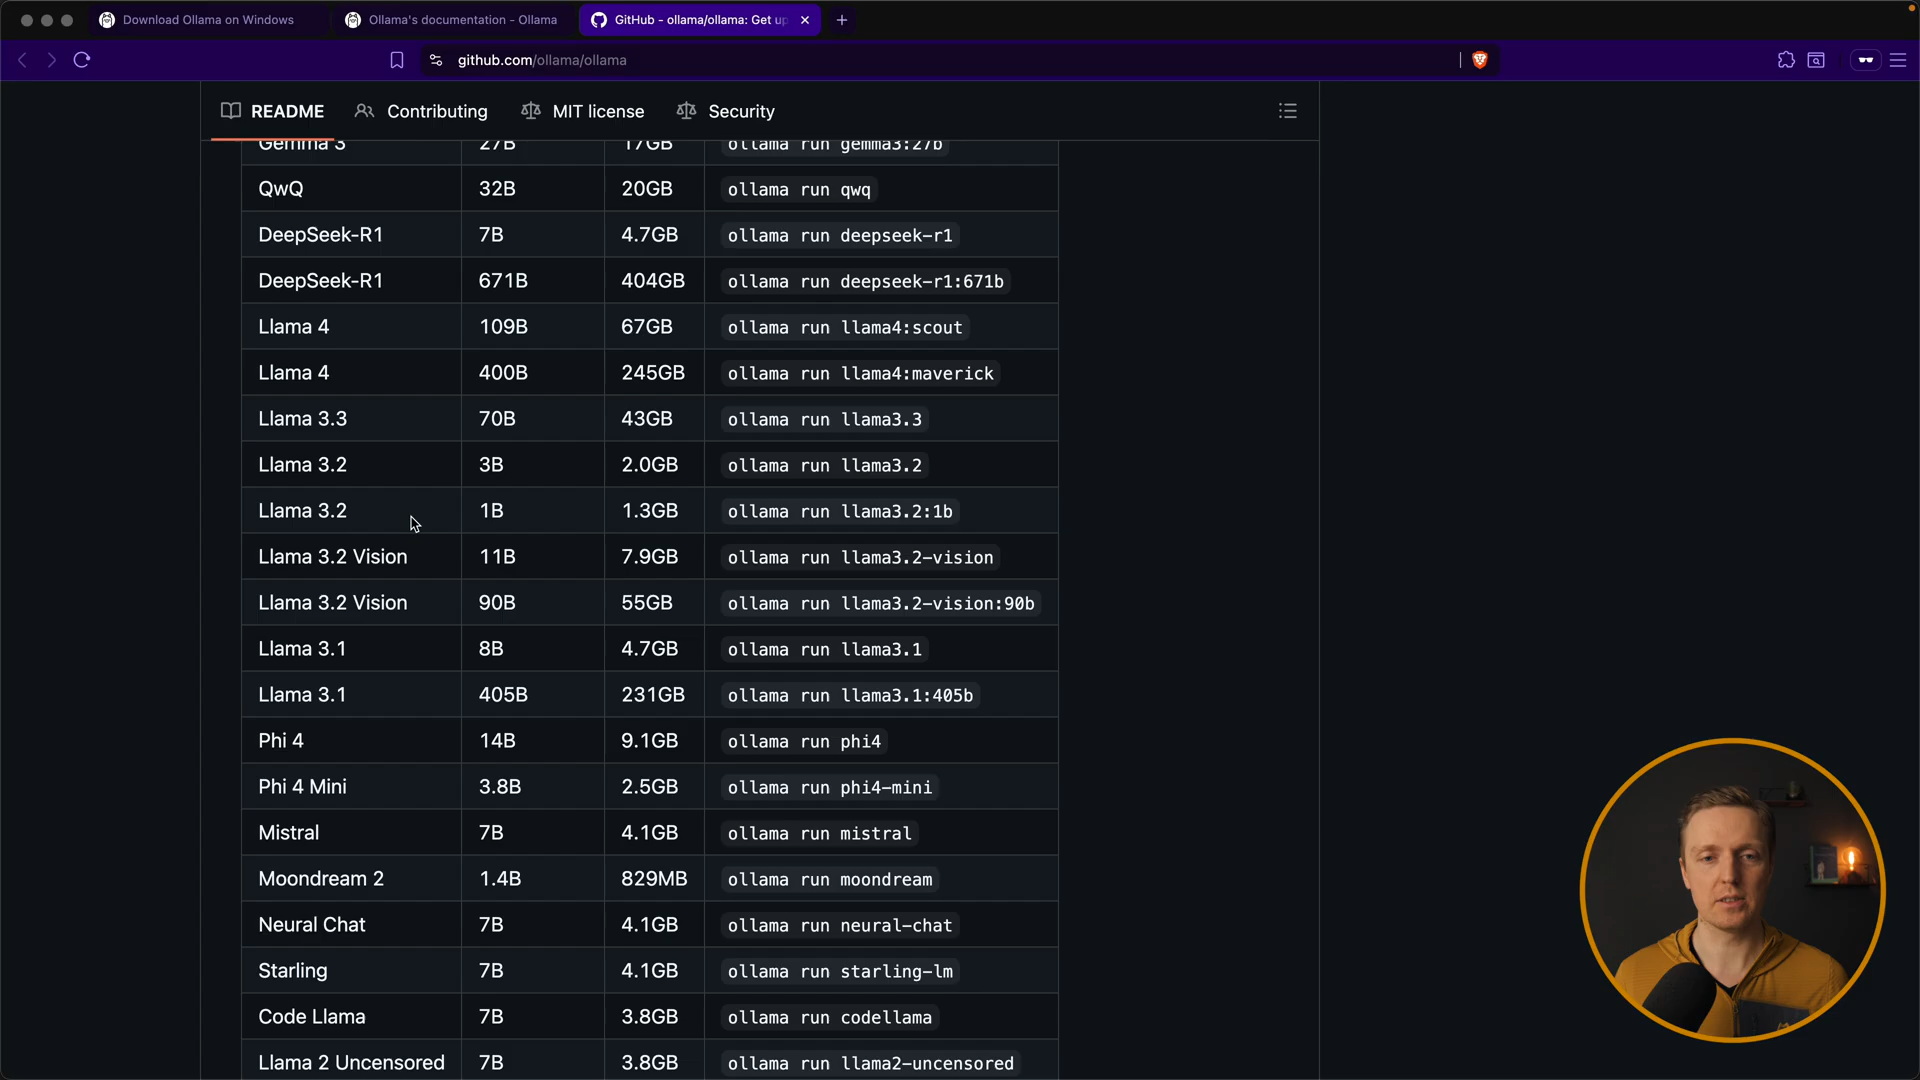 Download Ollama on Windows
Ollama's documentation - Ollama
GitHub - ollama/ollama: Get up
github.com/ollama/ollama
README
Contributing
MIT license
Security
Gemma 3 27B 17GB ollama run gemma3:27b
QwQ 32B 20GB ollama run qwq
DeepSeek-R1 7B 4.7GB ollama run deepseek-r1
DeepSeek-R1 671B 404GB ollama run deepseek-r1:671b
Llama 4 109B 67GB ollama run llama4:scout
Llama 4 400B 245GB ollama run llama4:maverick
Llama 3.3 70B 43GB ollama run llama3.3
Llama 3.2 3B 2.0GB ollama run llama3.2
Llama 3.2 1B 1.3GB ollama run llama3.2:1b
Llama 3.2 Vision 11B 7.9GB ollama run llama3.2-vision
Llama 3.2 Vision 90B 55GB ollama run llama3.2-vision:90b
Llama 3.1 8B 4.7GB ollama run llama3.1
Llama 3.1 405B 231GB ollama run llama3.1:405b
Phi 4 14B 9.1GB ollama run phi4
Phi 4 Mini 3.8B 2.5GB ollama run phi4-mini
Mistral 7B 4.1GB ollama run mistral
Moondream 2 1.4B 829MB ollama run moondream
Neural Chat 7B 4.1GB ollama run neural-chat
Starling 7B 4.1GB ollama run starling-lm
Code Llama 7B 3.8GB ollama run codellama
Llama 2 Uncensored 7B 3.8GB ollama run llama2-uncensored